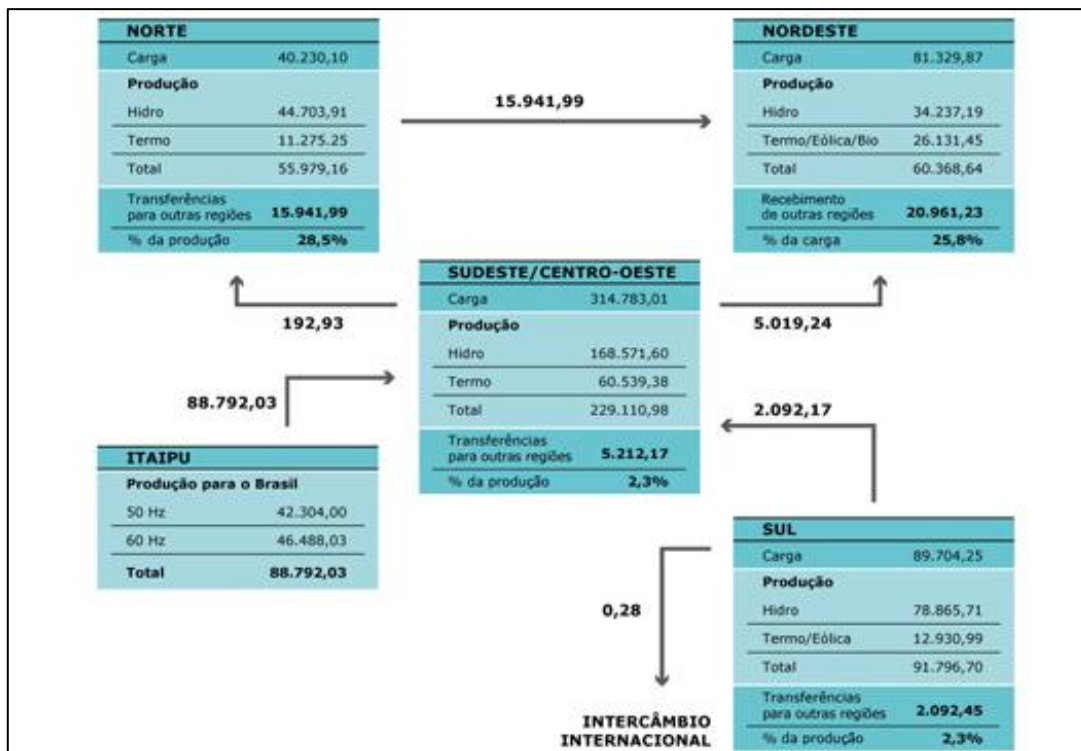 NORTE
Carga 40.230,10
Produção
Hidro 44.703,91
Termo 11.275.25
Total 55.979,16
Transferências
para outras regiões 15.941,99
% da produção 28,5%
15.941,99
NORDESTE
Carga 81.329,87
Produção
Hidro 34.237,19
Termo/Eólica/Bio 26.131,45
Total 60.368,64
Recebimento
de outras regiões 20.961,23
% da carga 25,8%
192,93
SUDESTE/CENTRO-OESTE
Carga 314.783,01
Produção
Hidro 168.571,60
Termo 60.539,38
Total 229.110,98
Transferências
para outras regiões 5.212,17
% da produção 2,3%
5.019,24
88.792,03
2.092,17
ITAIPU
Produção para o Brasil
50 Hz 42.304,00
60 Hz 46.488,03
Total 88.792,03
0,28
INTERCÂMBIO
INTERNACIONAL
SUL
Carga 89.704,25
Produção
Hidro 78.865,71
Termo/Eólica 12.930,99
Total 91.796,70
Transferências
para outras regiões 2.092,45
% da produção 2,3%